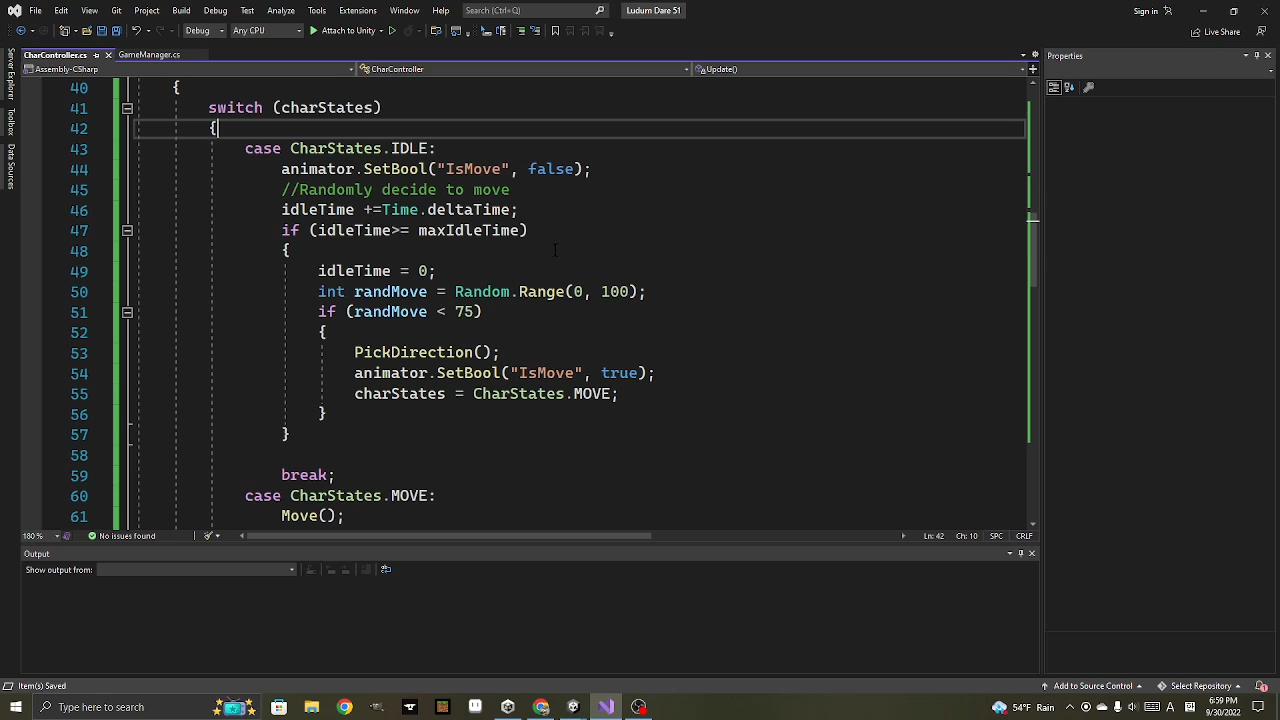 File Edit View Git Project Build Debug Test Analyze Tools Extensions Window Help Search (Ctrl+Q) Ludum Dare 51 Sign in
Debug Any CPU Attach to Unity Live Share
CharController.cs GameManager.cs Properties
Assembly-CSharp CharController Update()
Server Explorer
Toolbox
Data Sources
40 {
41 switch (charStates)
42 {
43 case CharStates.IDLE:
44 animator.SetBool("IsMove", false);
45 //Randomly decide to move
46 idleTime +=Time.deltaTime;
47 if (idleTime>= maxIdleTime)
48 {
49 idleTime = 0;
50 int randMove = Random.Range(0, 100);
51 if (randMove < 75)
52 {
53 PickDirection();
54 animator.SetBool("IsMove", true);
55 charStates = CharStates.MOVE;
56 }
57 }
58
59 break;
60 case CharStates.MOVE:
61 Move();
180% No issues found Ln: 42 Ch: 10 SPC CRLF
Output
Show output from:
Item(s) Saved Add to Source Control Select Repository
Type here to search 54°F Rain 6:59 PM
9/30/2022